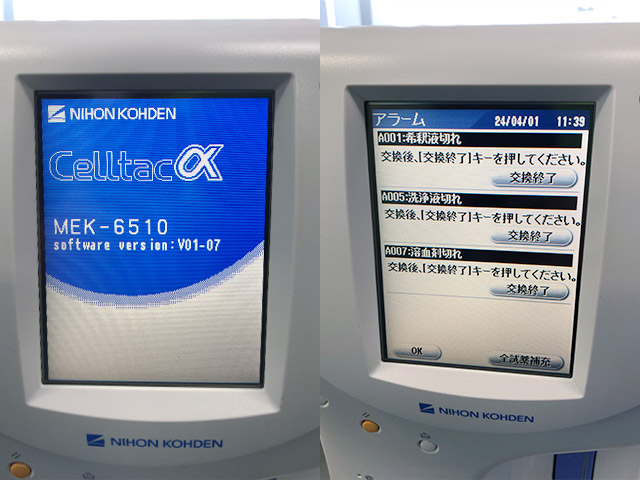 NIHON KOHDEN
Celltacα
MEK-6510
software version:V01-07
NIHON KOHDEN
アラーム 24/04/01 11:39
A001:希釈液切れ
交換後、[交換終了]キーを押してください。
交換終了
A005:洗浄液切れ
交換後、[交換終了]キーを押してください。
交換終了
A007:溶血剤切れ
交換後、[交換終了]キーを押してください。
交換終了
OK 全試薬補充
NIHON KOHDEN